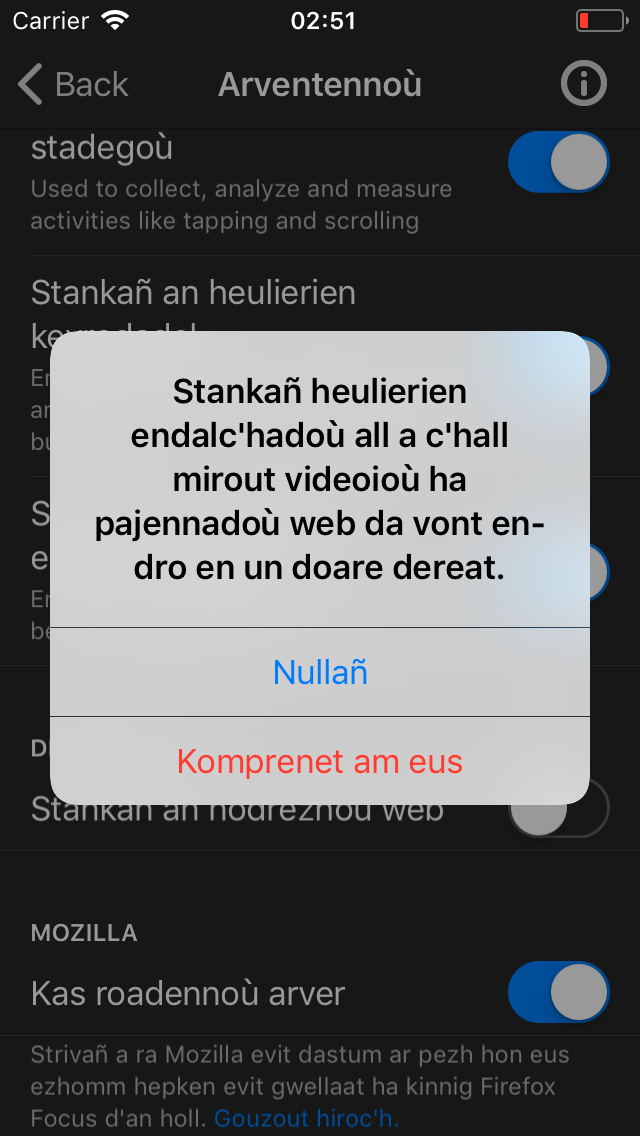 Carrier 02:51
Back Arventennoù
stadegoù
Used to collect, analyze and measure
activities like tapping and scrolling
Stankañ an heulierien
Stankañ heulierien
endalc'hadoù all a c'hall
mirout videoioù ha
pajennadoù web da vont en-
dro en un doare dereat.
Nullañ
Komprenet am eus
Stankañ an nodrezhoù web
MOZILLA
Kas roadennoù arver
Strivañ a ra Mozilla evit dastum ar pezh hon eus
ezhomm hepken evit gwellaat ha kinnig Firefox
Focus d'an holl. Gouzout hiroc'h.